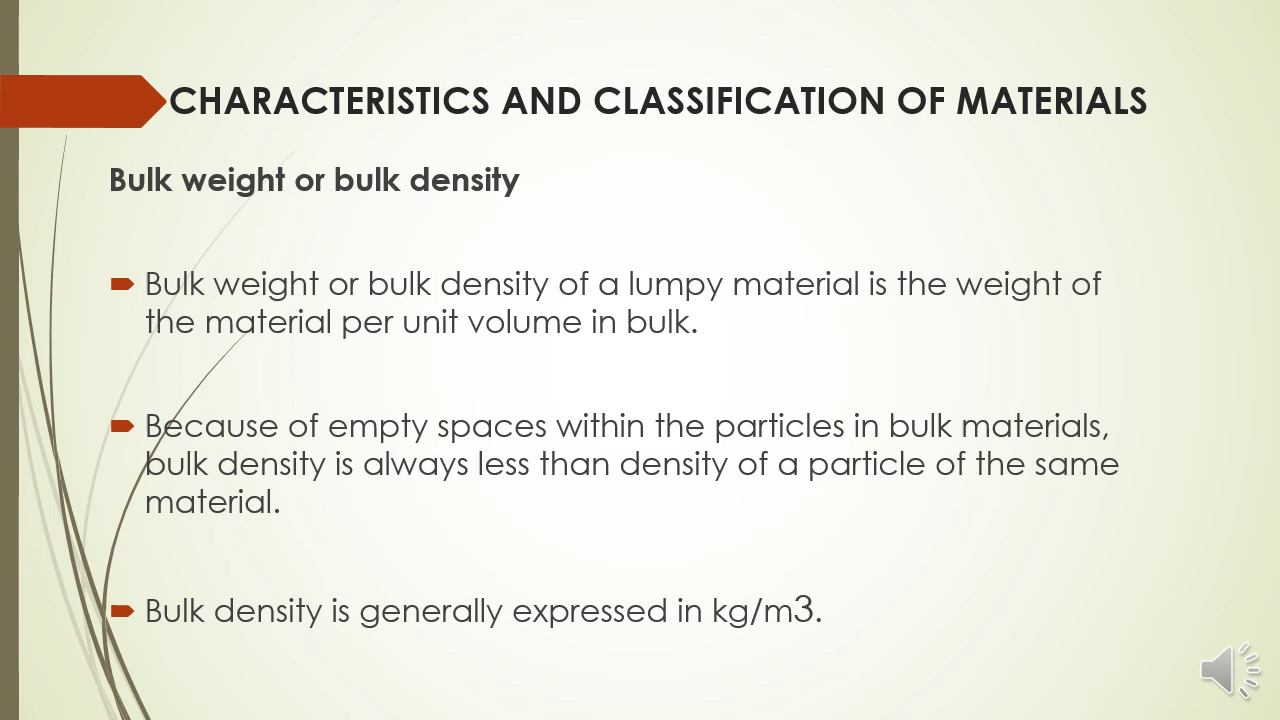 CHARACTERISTICS AND CLASSIFICATION OF MATERIALS
Bulk weight or bulk density
Bulk weight or bulk density of a lumpy material is the weight of
the material per unit volume in bulk.
Because of empty spaces within the particles in bulk materials,
bulk density is always less than density of a particle of the same
material.
Bulk density is generally expressed in kg/m3.